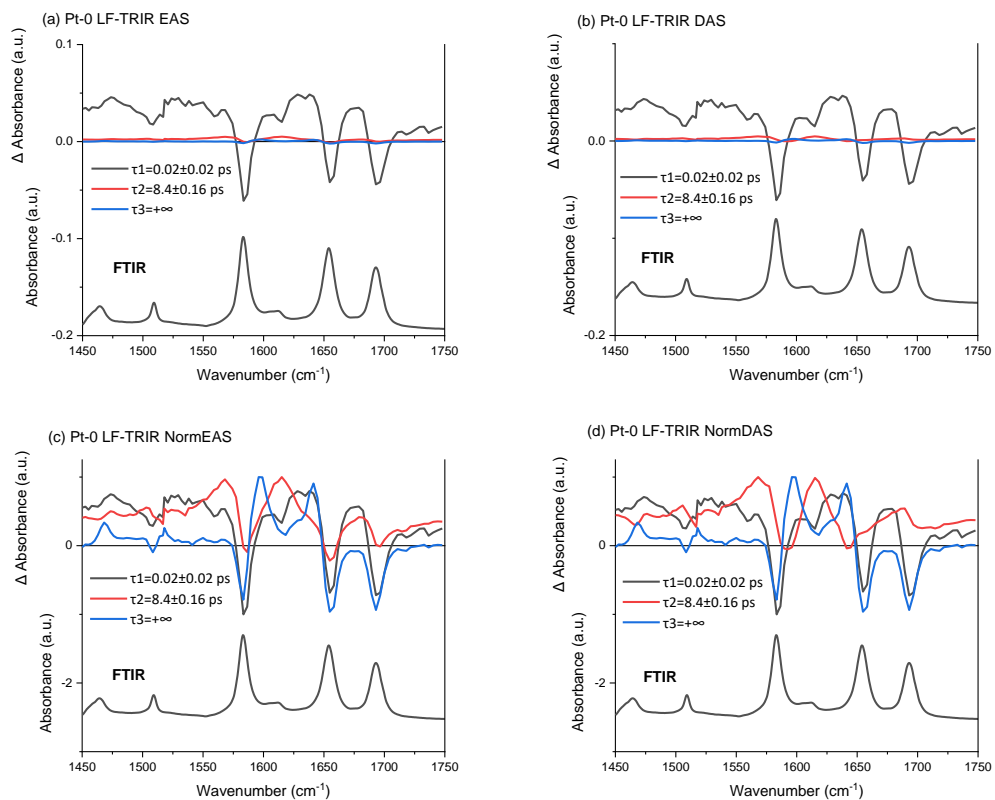 (a) Pt-0 LF-TRIR EAS
Δ Absorbance (a.u.)
Absorbance (a.u.)
0.1
0.0
-0.1
-0.2
τ1=0.02±0.02 ps
τ2=8.4±0.16 ps
τ3=+∞
FTIR
1450 1500 1550 1600 1650 1700 1750
Wavenumber (cm⁻¹)
(b) Pt-0 LF-TRIR DAS
Δ Absorbance (a.u.)
Absorbance (a.u.)
0.1
0.0
-0.1
-0.2
τ1=0.02±0.02 ps
τ2=8.4±0.16 ps
τ3=+∞
FTIR
1450 1500 1550 1600 1650 1700 1750
Wavenumber (cm⁻¹)
(c) Pt-0 LF-TRIR NormEAS
Δ Absorbance (a.u.)
Absorbance (a.u.)
0
-2
τ1=0.02±0.02 ps
τ2=8.4±0.16 ps
τ3=+∞
FTIR
1450 1500 1550 1600 1650 1700 1750
Wavenumber (cm⁻¹)
(d) Pt-0 LF-TRIR NormDAS
Δ Absorbance (a.u.)
Absorbance (a.u.)
0
-2
τ1=0.02±0.02 ps
τ2=8.4±0.16 ps
τ3=+∞
FTIR
1450 1500 1550 1600 1650 1700 1750
Wavenumber (cm⁻¹)